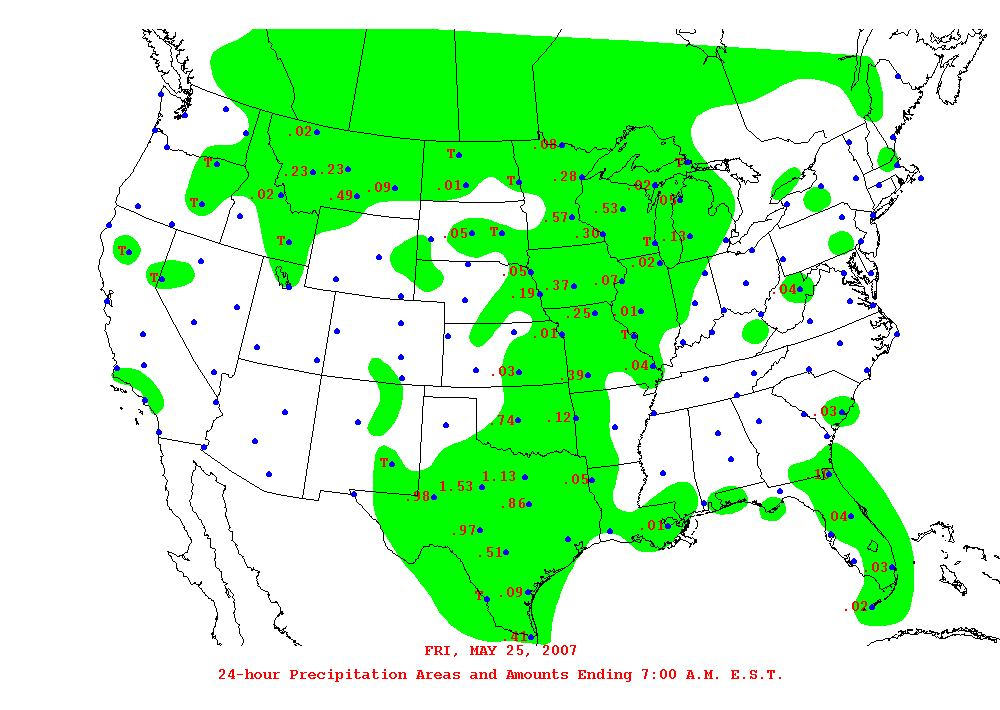 .02
.08
T
T
T
.23 .23
.28
.01
T
.09
.02
.02
.49
.09
T
.53
.57
.05
T
.30
.13
T
T
T
.02
.05
T
.07
.37
.04
.19
.25
.01
T
.01
.04
.03
.39
.03
.74
.12
T
1.13
.05
1.53
.98
.86
.04
.01
.97
.51
.03
.09
T
.02
.41
FRI, MAY 25, 2007
24-hour Precipitation Areas and Amounts Ending 7:00 A.M. E.S.T.